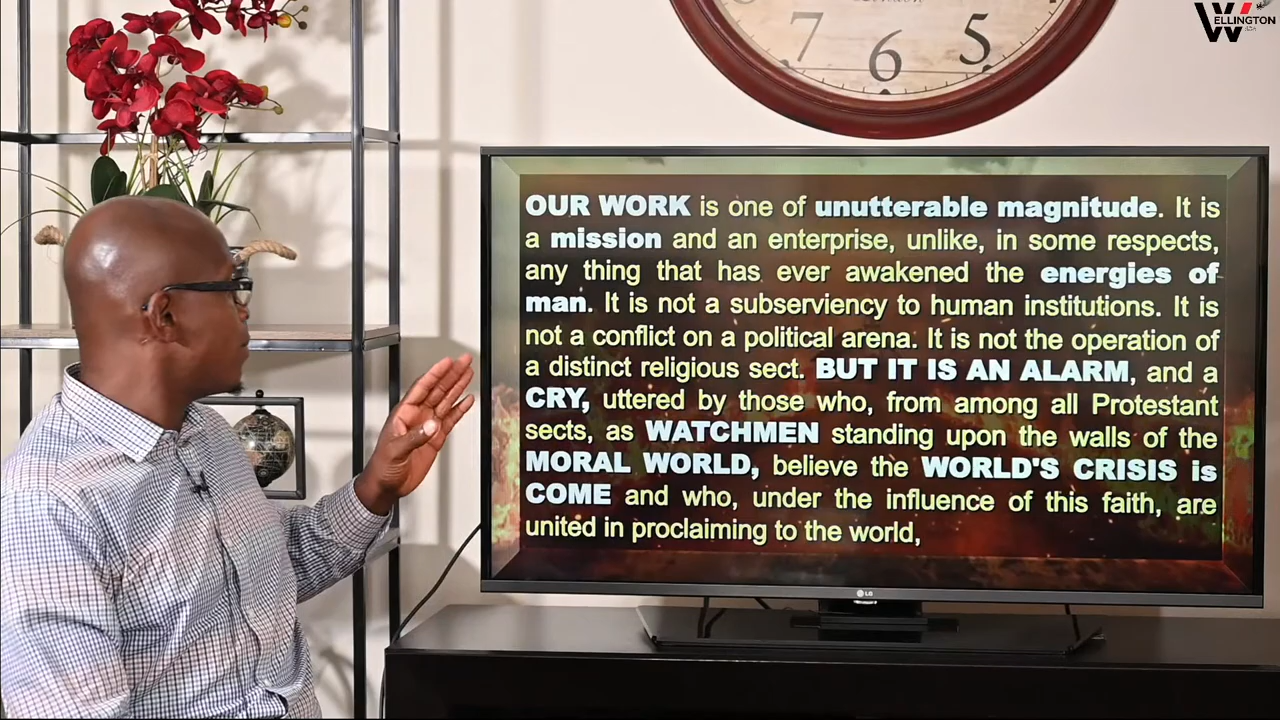 WELLINGTON
7
6
5
OUR WORK is one of unutterable magnitude. It is
a mission and an enterprise, unlike, in some respects,
any thing that has ever awakened the energies of
man. It is not a subserviency to human institutions. It is
not a conflict on a political arena. It is not the operation of
a distinct religious sect. BUT IT IS AN ALARM, and a
CRY, uttered by those who, from among all Protestant
sects, as WATCHMEN standing upon the walls of the
MORAL WORLD, believe the WORLD'S CRISIS is
COME and who, under the influence of this faith, are
united in proclaiming to the world,
LG